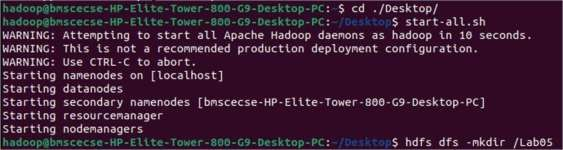 hadoop@bmscecse-HP-Elite-Tower-800-G9-Desktop-PC:~$ cd ./Desktop/
hadoop@bmscecse-HP-Elite-Tower-800-G9-Desktop-PC:~/Desktop$ start-all.sh
WARNING: Attempting to start all Apache Hadoop daemons as hadoop in 10 seconds.
WARNING: This is not a recommended production deployment configuration.
WARNING: Use CTRL-C to abort.
Starting namenodes on [localhost]
Starting datanodes
Starting secondary namenodes [bmscecse-HP-Elite-Tower-800-G9-Desktop-PC]
Starting resourcemanager
Starting nodemanagers
hadoop@bmscecse-HP-Elite-Tower-800-G9-Desktop-PC:~/Desktop$ hdfs dfs -mkdir /Lab05